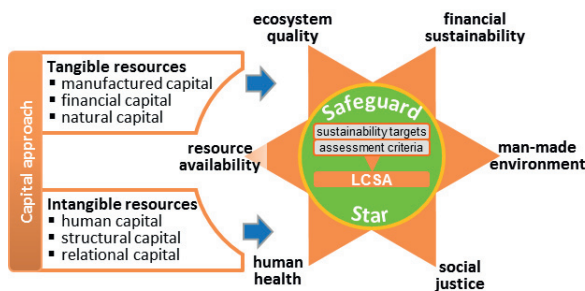 Capital approach
Tangible resources
▪ manufactured capital
▪ financial capital
▪ natural capital
Intangible resources
▪ human capital
▪ structural capital
▪ relational capital
ecosystem
quality
financial
sustainability
resource
availability
man-made
environment
human
health
social
justice
Safeguard
sustainability targets
assessment criteria
LCSA
Star